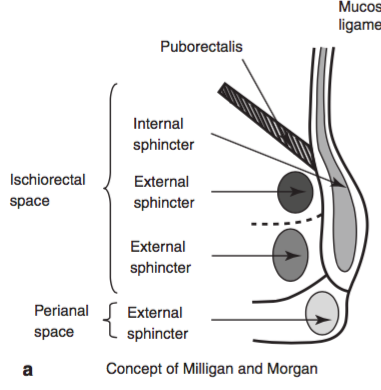 Mucos
ligame
Puborectalis
Internal
sphincter
Ischiorectal
space
External
sphincter
External
sphincter
Perianal
space
External
sphincter
a
Concept of Milligan and Morgan